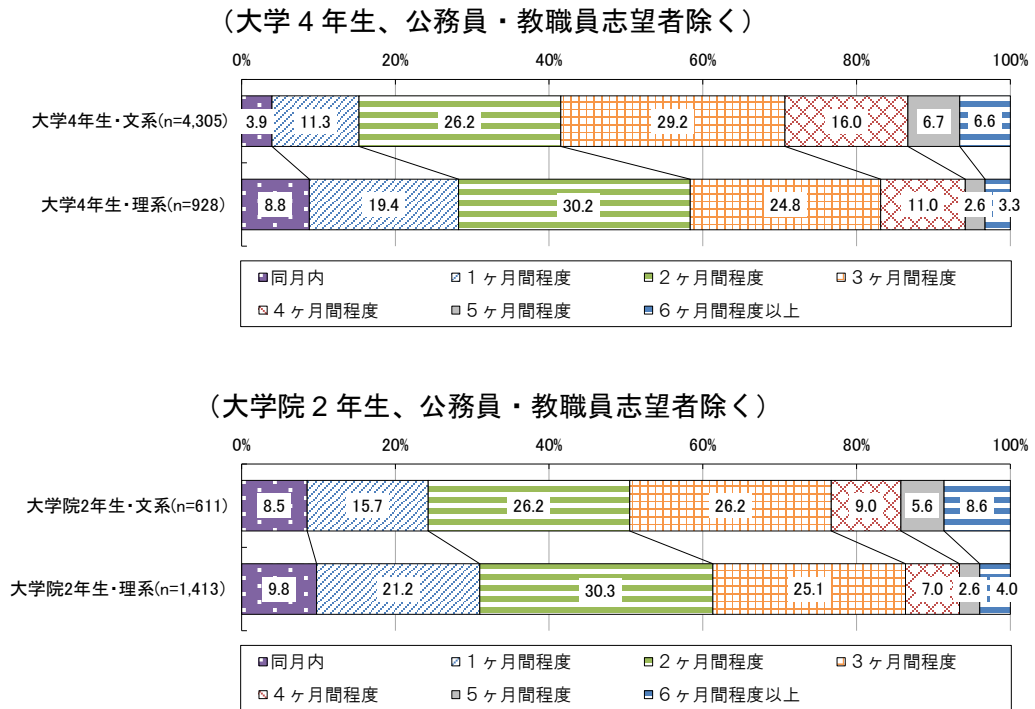 （大学４年生、公務員・教職員志望者除く）
0% 20% 40% 60% 80% 100%
大学4年生・文系(n=4,305) 3.9 11.3 26.2 29.2 16.0 6.7 6.6
大学4年生・理系(n=928) 8.8 19.4 30.2 24.8 11.0 2.6 3.3
同月内 １ヶ月間程度 ２ヶ月間程度 ３ヶ月間程度
４ヶ月間程度 ５ヶ月間程度 ６ヶ月間程度以上
（大学院２年生、公務員・教職員志望者除く）
0% 20% 40% 60% 80% 100%
大学院2年生・文系(n=611) 8.5 15.7 26.2 26.2 9.0 5.6 8.6
大学院2年生・理系(n=1,413) 9.8 21.2 30.3 25.1 7.0 2.6 4.0
同月内 １ヶ月間程度 ２ヶ月間程度 ３ヶ月間程度
４ヶ月間程度 ５ヶ月間程度 ６ヶ月間程度以上